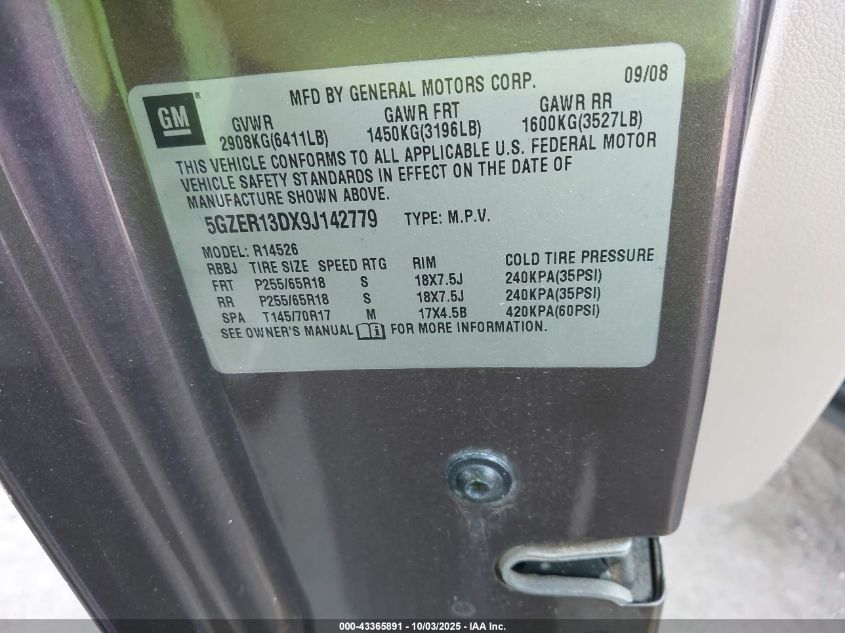 MFD BY GENERAL MOTORS CORP. 09/08
GM®
GVWR GAWR FRT GAWR RR
2908KG(6411LB) 1450KG(3196LB) 1600KG(3527LB)
THIS VEHICLE CONFORMS TO ALL APPLICABLE U.S. FEDERAL MOTOR
VEHICLE SAFETY STANDARDS IN EFFECT ON THE DATE OF
MANUFACTURE SHOWN ABOVE.
5GZER13DX9J142779 TYPE: M.P.V.
MODEL: R14526
RBBJ TIRE SIZE SPEED RTG RIM COLD TIRE PRESSURE
FRT P255/65R18 S 18X7.5J 240KPA(35PSI)
RR P255/65R18 S 18X7.5J 240KPA(35PSI)
SPA T145/70R17 M 17X4.5B 420KPA(60PSI)
SEE OWNER'S MANUAL FOR MORE INFORMATION.
000-43365891 - 10/03/2025 - IAA Inc.